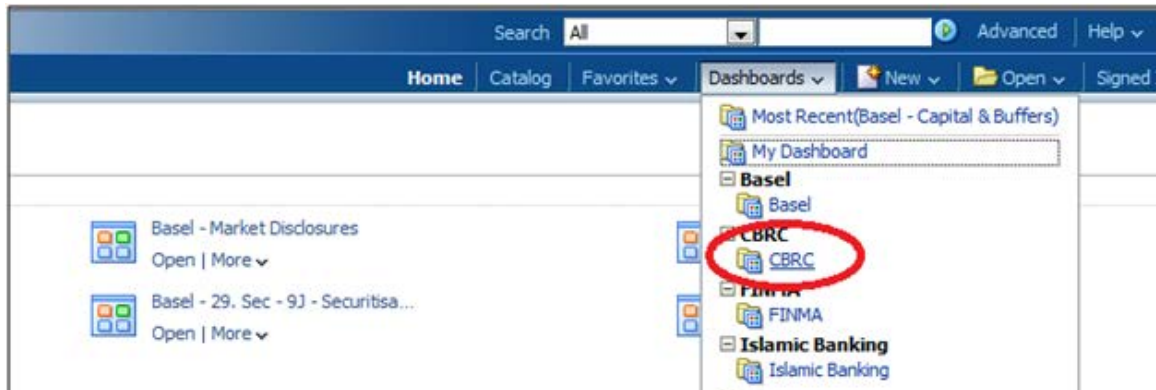 Search All Advanced Help
Home Catalog Favorites Dashboards New Open Signed
Most Recent(Basel - Capital & Buffers)
My Dashboard
Basel
Basel
CBRC
CBRC
FINMA
FINMA
Islamic Banking
Islamic Banking
Basel - Market Disclosures
Open | More
Basel - 29. Sec - 9J - Securitisa...
Open | More